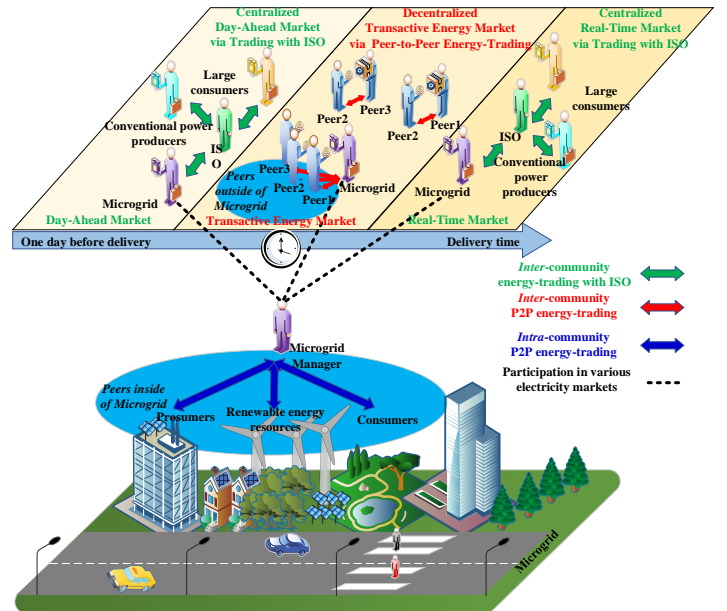 Centralized
Day-Ahead Market
via Trading with ISO
Decentralized
Transactive Energy Market
via Peer-to-Peer Energy-Trading
Centralized
Real-Time Market
via Trading with ISO
Large
consumers
Conventional power
producers
IS
O
Microgrid
Day-Ahead Market
Peer2
Peer3
Peer2
Peer1
Peer3
Peer2
Peer1
Microgrid
Peers
outside of
Microgrid
Transactive Energy Market
Large
consumers
ISO
Conventional
power
producers
Microgrid
Real-Time Market
One day before delivery
Delivery time
Inter-community
energy-trading with ISO
Inter-community
P2P energy-trading
Intra-community
P2P energy-trading
Participation in various
electricity markets
Microgrid
Manager
Peers inside
of Microgrid
Prosumers
Renewable energy
resources
Consumers
Microgrid